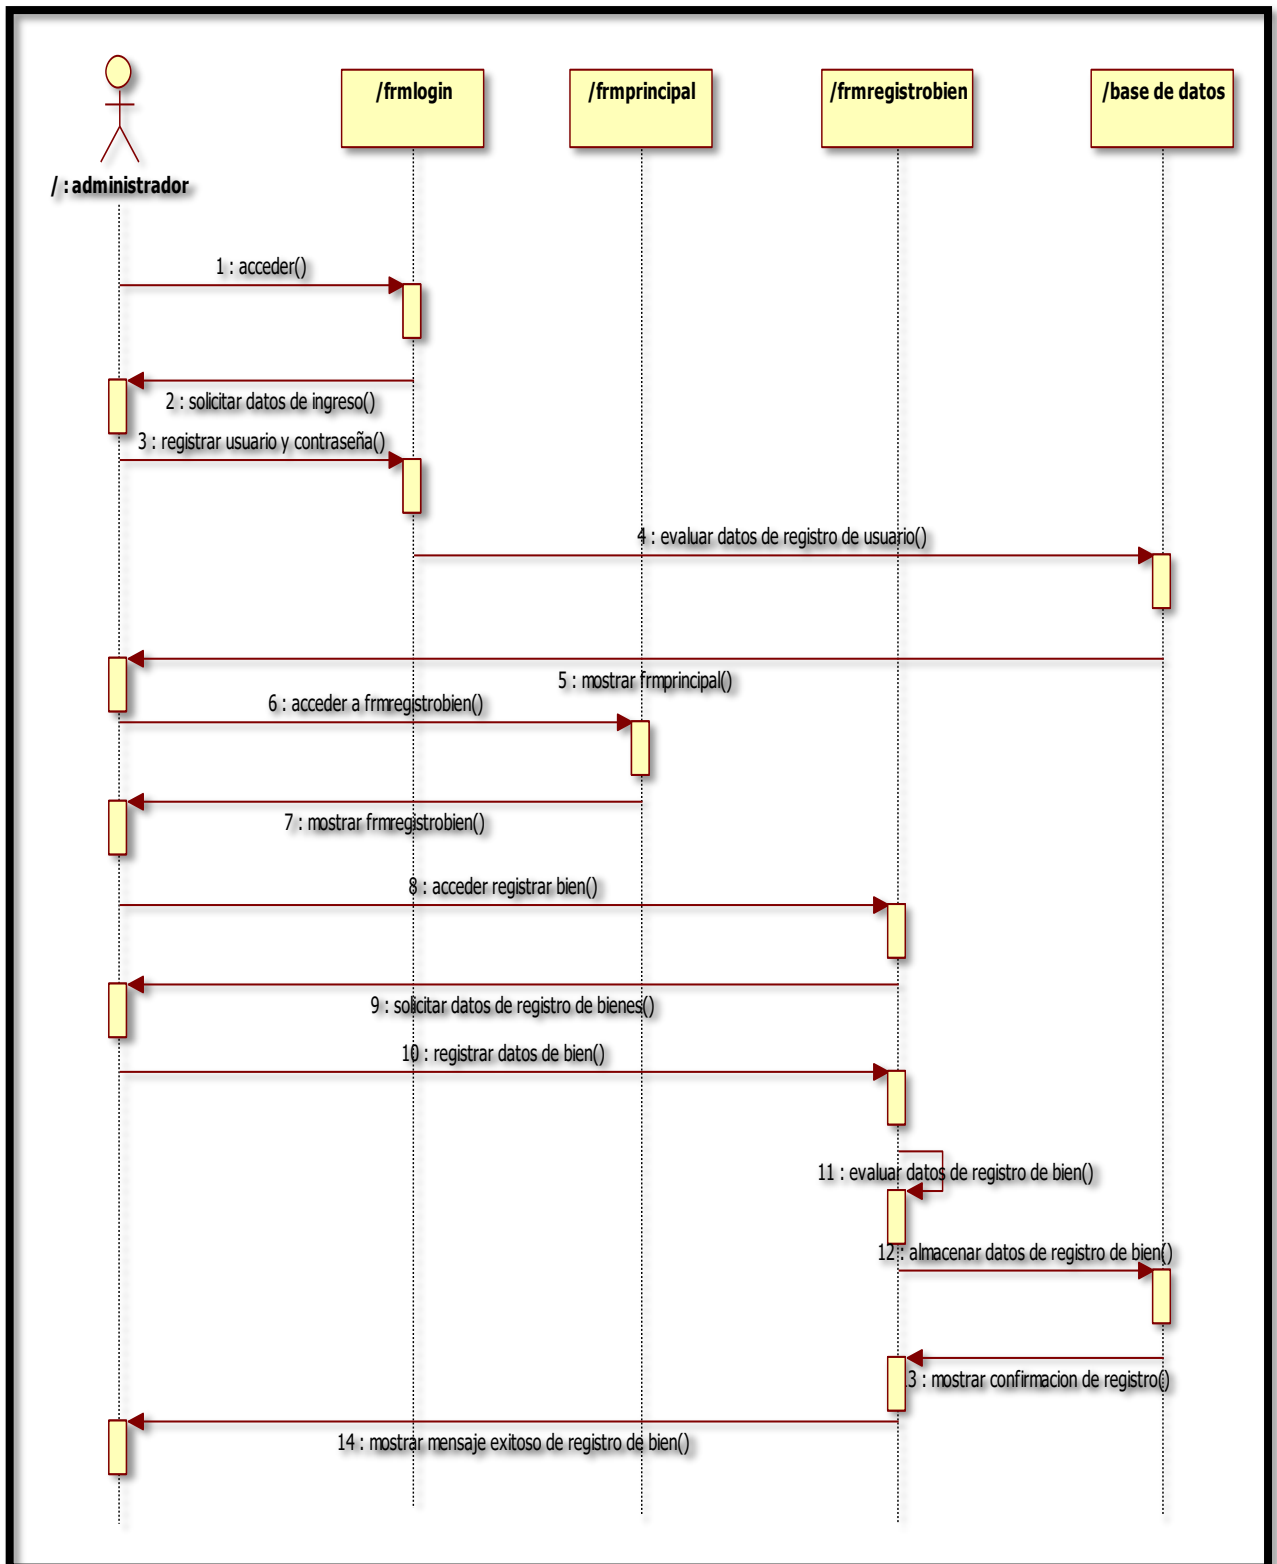 /frmlogin
/frmprincipal
/frmregistrobien
/base de datos
/ : administrador
1 : acceder()
2 : solicitar datos de ingreso()
3 : registrar usuario y contraseña()
4 : evaluar datos de registro de usuario()
5 : mostrar frmprincipal()
6 : acceder a frmregistrobien()
7 : mostrar frmregistrobien()
8 : acceder registrar bien()
9 : solicitar datos de registro de bienes()
10 : registrar datos de bien()
11 : evaluar datos de registro de bien()
12 : almacenar datos de registro de bien()
13 : mostrar confirmacion de registro()
14 : mostrar mensaje exitoso de registro de bien()